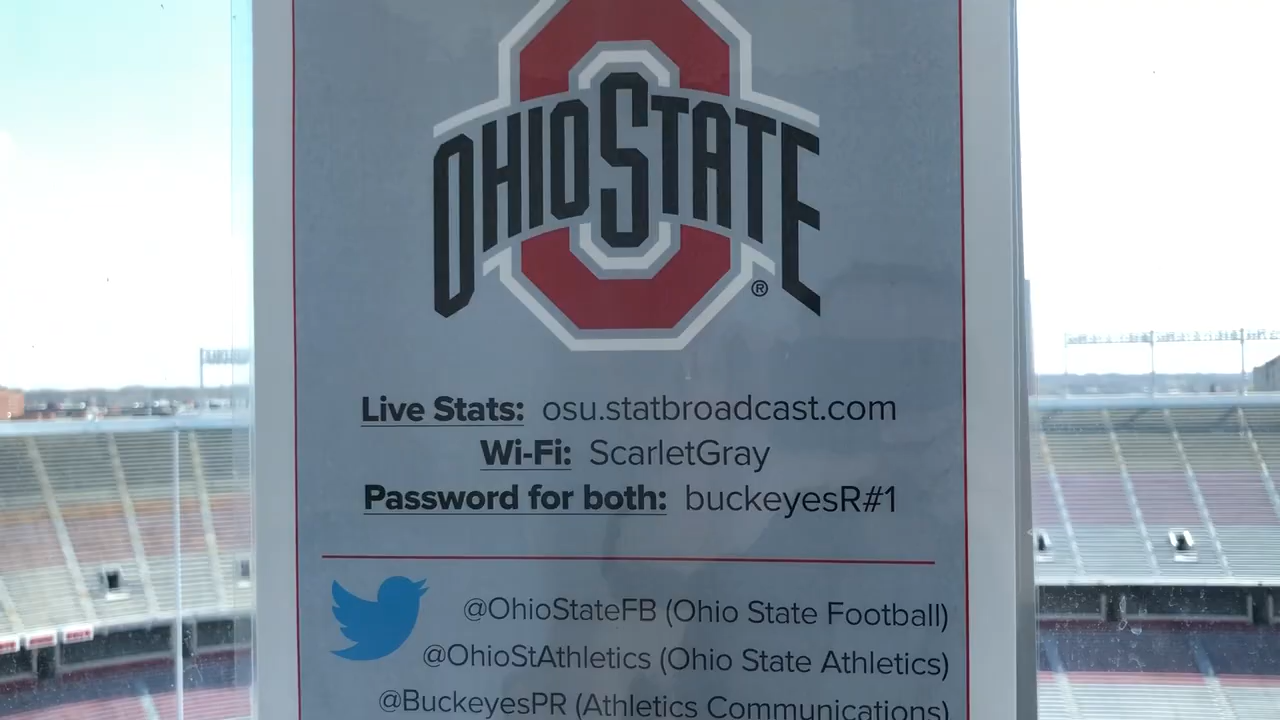 OHIO STATE
®
Live Stats: osu.statbroadcast.com
Wi-Fi: ScarletGray
Password for both: buckeyesR#1
@OhioStateFB (Ohio State Football)
@OhioStAthletics (Ohio State Athletics)
@BuckeyesPR (Athletics Communications)